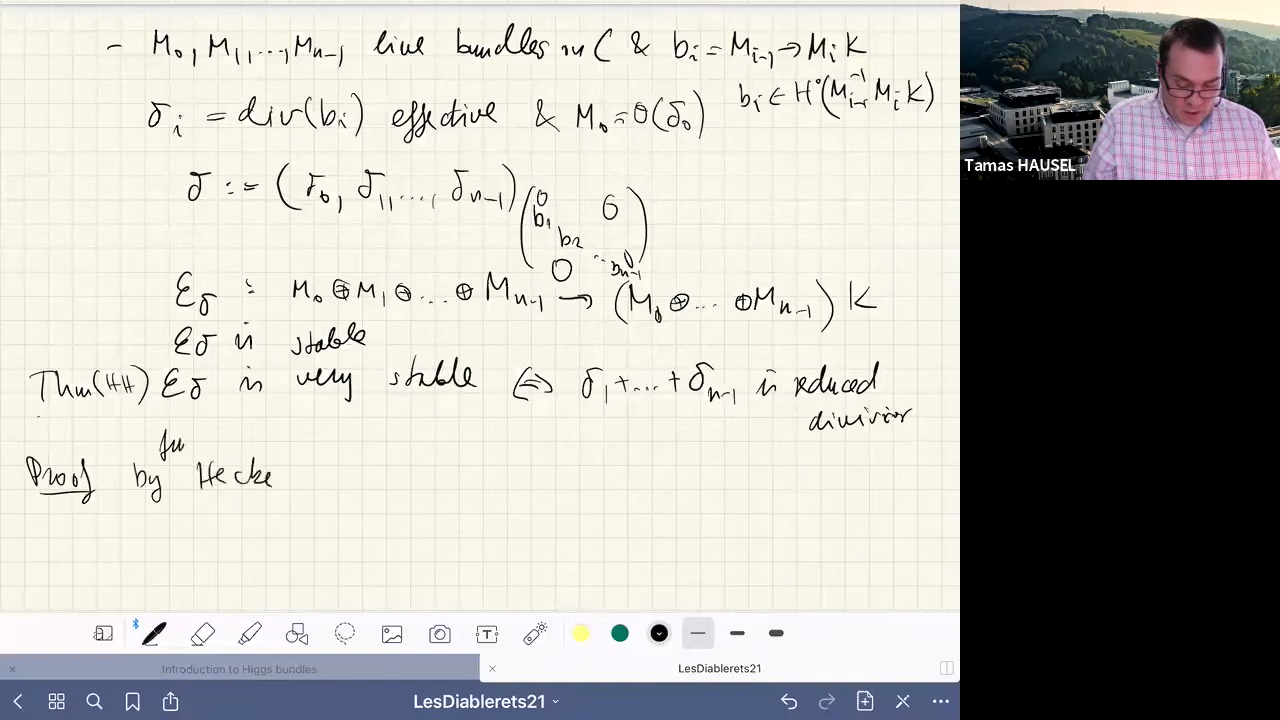 - M₀, M₁, ..., Mₙ₋₁ line bundles on C & bᵢ = Mᵢ₋₁ → Mᵢ K
bᵢ ∈ H⁰(Mᵢ₋₁⁻¹ Mᵢ K)
δᵢ = div(bᵢ) effective & M₀ = O(δ₀)
δ := (δ₀, δ₁, ..., δₙ₋₁)
(0 0
b₁
b₂
0 ... bₙ₋₁ 0)
ℰ_δ : M₀ ⊕ M₁ ⊕ ... ⊕ Mₙ₋₁ → (M₀ ⊕ ... ⊕ Mₙ₋₁) K
ℰ_δ is stable
Thm (HH) ℰ_δ is very stable ⇔ δ₁ + ... + δₙ₋₁ is reduced
divisor
Proof by Hecke
Tamas HAUSEL
T
Introduction to Higgs bundles
LesDiablerets21
LesDiablerets21